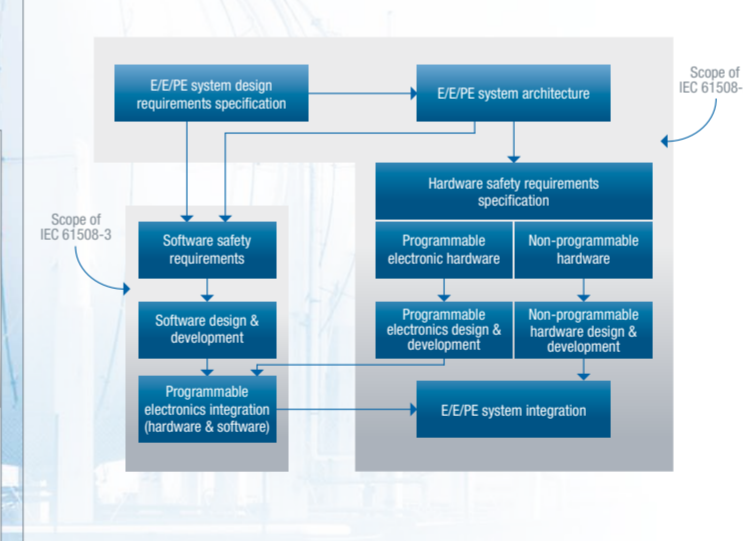 E/E/PE system design
requirements specification
E/E/PE system architecture
Scope of
IEC 61508-
Hardware safety requirements
specification
Scope of
IEC 61508-3
Software safety
requirements
Programmable
electronic hardware
Non-programmable
hardware
Software design &
development
Programmable
electronics design &
development
Non-programmable
hardware design &
development
Programmable
electronics integration
(hardware & software)
E/E/PE system integration